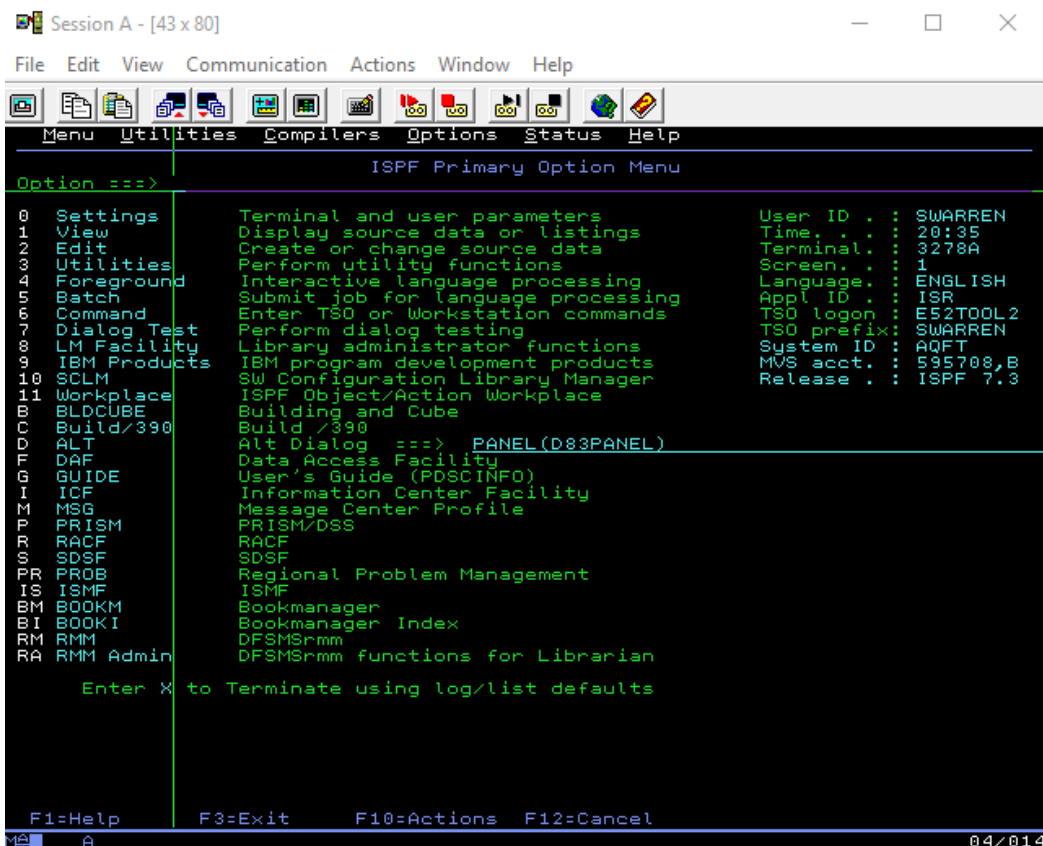 Session A - [43 x 80]
File Edit View Communication Actions Window Help
Menu Utilities Compilers Options Status Help
ISPF Primary Option Menu
Option ===>
0 Settings Terminal and user parameters User ID . : SWARREN
1 View Display source data or listings Time. . . : 20:35
2 Edit Create or change source data Terminal. : 3278A
3 Utilities Perform utility functions Screen. . : 1
4 Foreground Interactive language processing Language. : ENGLISH
5 Batch Submit job for language processing Appl ID . : ISR
6 Command Enter TSO or Workstation commands TSO logon : E52TOOL2
7 Dialog Test Perform dialog testing TSO prefix: SWARREN
8 LM Facility Library administrator functions System ID : AQFT
9 IBM Products IBM program development products MVS acct. : 595708,B
10 SCLM SW Configuration Library Manager Release . : ISPF 7.3
11 Workplace ISPF Object/Action Workplace
B BLDCUBE Building and Cube
C Build/390 Build /390
D ALT Alt Dialog ===> PANEL(D83PANEL)
F DAF Data Access Facility
G GUIDE User's Guide (PDSCINFO)
I ICF Information Center Facility
M MSG Message Center Profile
P PRISM PRISM/DSS
R RACF RACF
S SDSF SDSF
PR PROB Regional Problem Management
IS ISMF ISMF
BM BOOKM Bookmanager
BI BOOKI Bookmanager Index
RM RMM DFSMSrmm
RA RMM Admin DFSMSrmm functions for Librarian
Enter X to Terminate using log/list defaults
F1=Help F3=Exit F10=Actions F12=Cancel
MA A 04/014